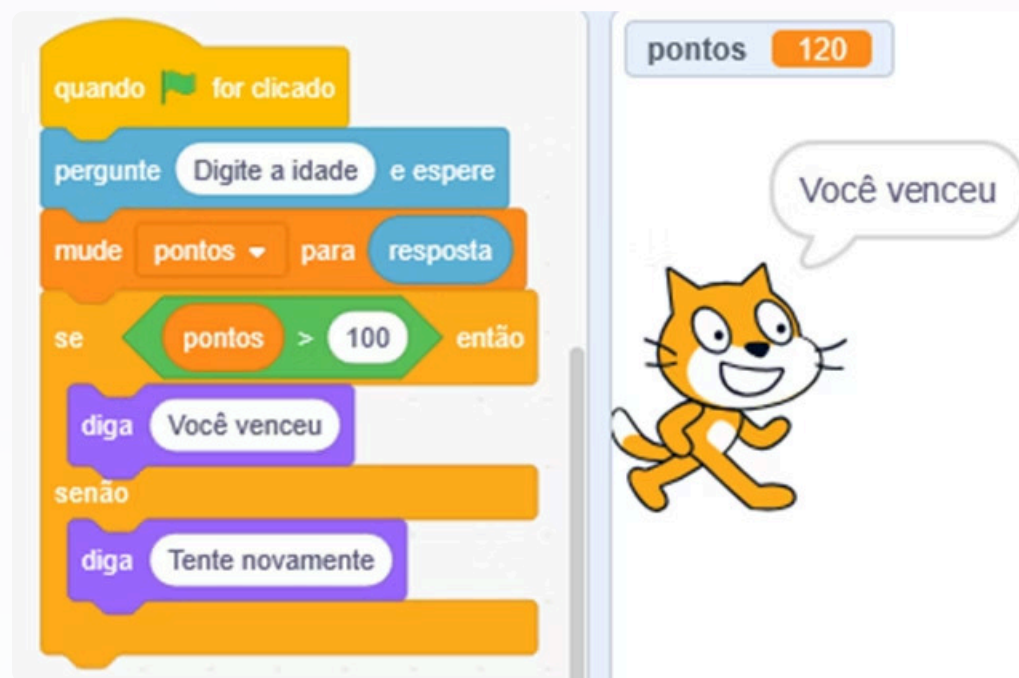 quando for clicado
pergunte Digite a idade e espere
mude pontos para resposta
se pontos > 100 então
diga Você venceu
senão
diga Tente novamente
pontos 120
Você venceu